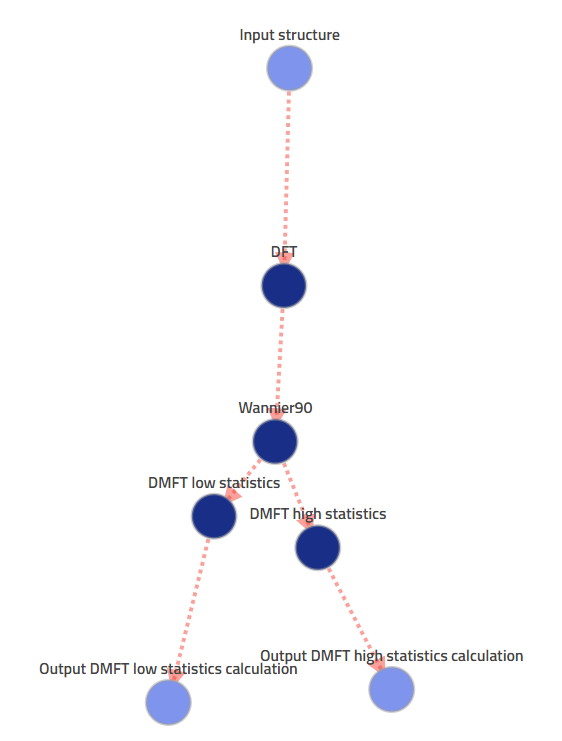 Input structure
DFT
Wannier90
DMFT low statistics
DMFT high statistics
Output DMFT high statistics calculation
Output DMFT low statistics calculation